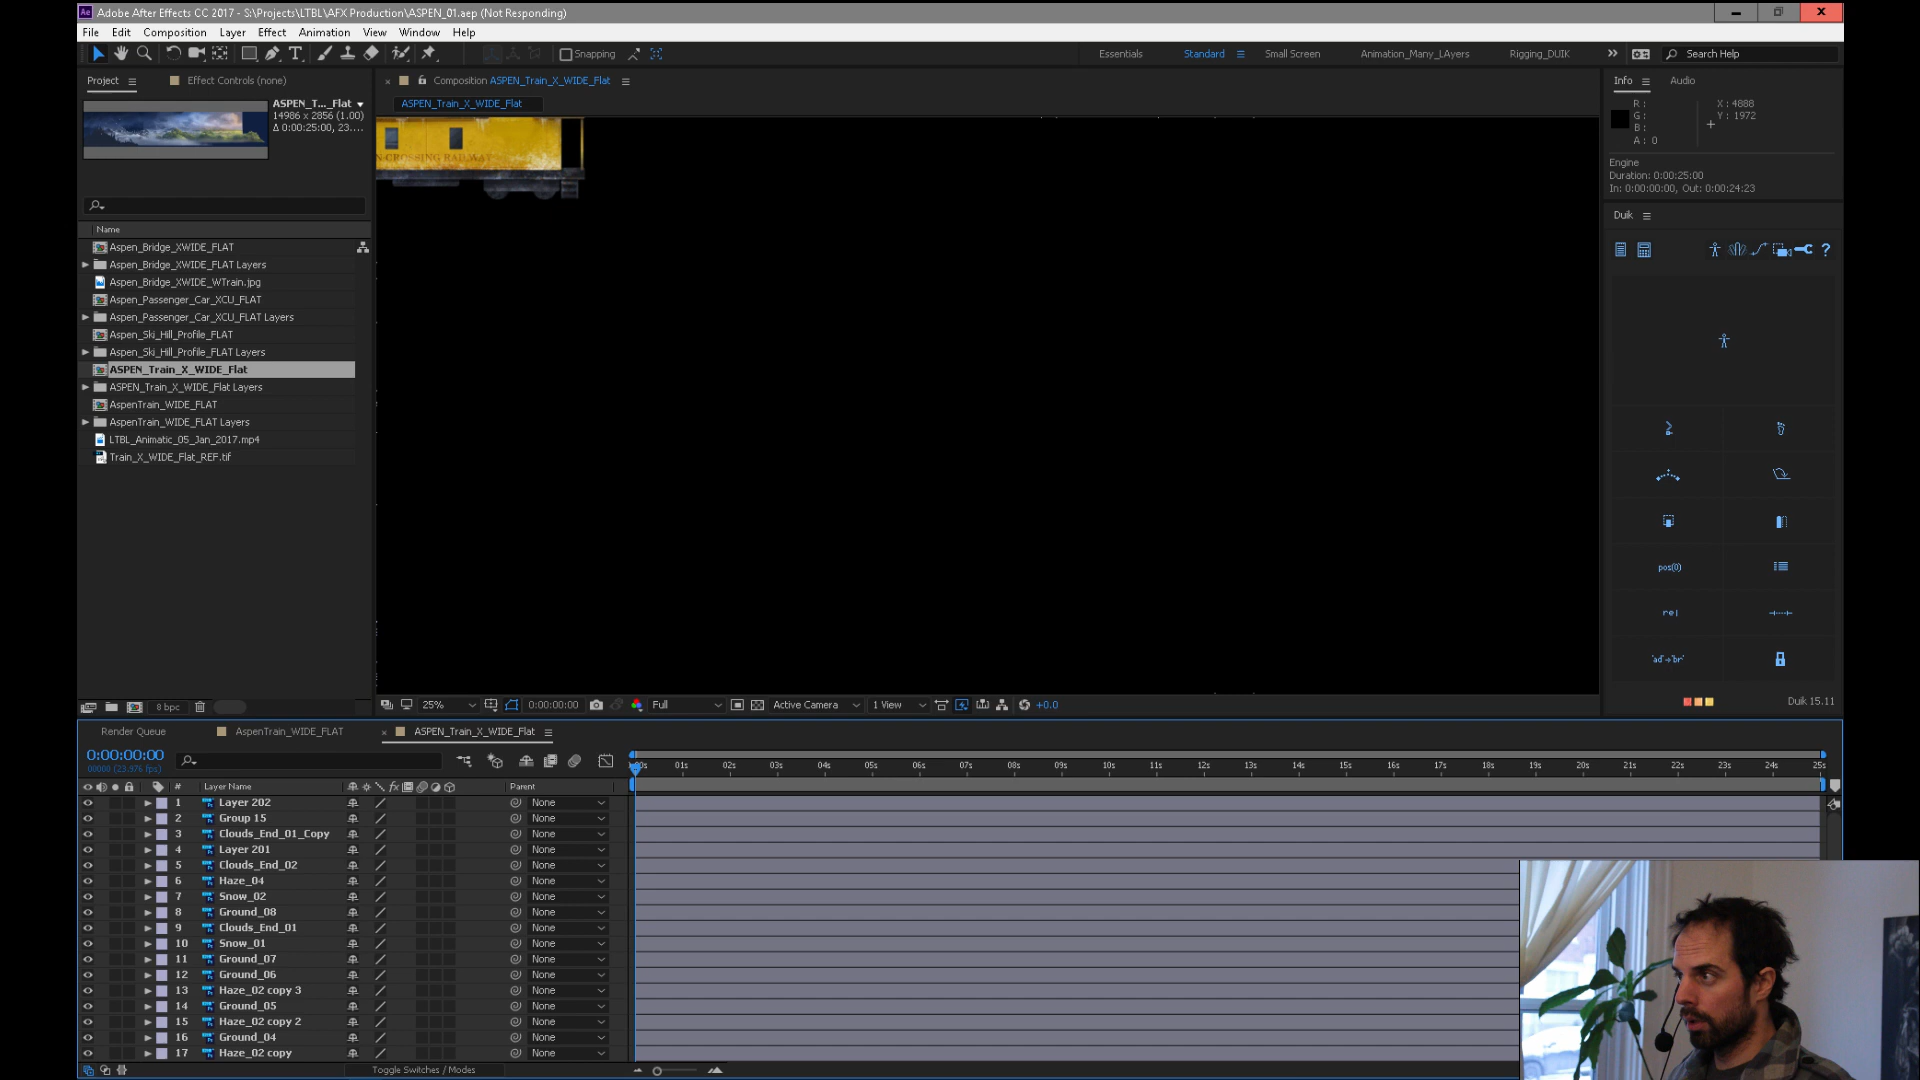 Adobe After Effects CC 2017 - S:\Projects\LTBL\AFX Production\ASPEN_01.aep (Not Responding)
File Edit Composition Layer Effect Animation View Window Help
Snapping
Essentials Standard Small Screen Animation_Many_LAyers Rigging_DUIK Search Help
Project Effect Controls (none)
Composition ASPEN_Train_X_WIDE_Flat
Info Audio
ASPEN_Train_X_WIDE_Flat
ASPEN_T..._Flat
14986 x 2856 (1.00)
Δ 0:00:25:00, 23....
R :
G :
B :
A : 0
X : 4888
Y : 1972
N-CROSSING RAILWAY
Engine
Duration: 0:00:25:00
In: 0:00:00:00, Out: 0:00:24:23
Duik
Name
Aspen_Bridge_XWIDE_FLAT
Aspen_Bridge_XWIDE_FLAT Layers
Aspen_Bridge_XWIDE_WTrain.jpg
Aspen_Passenger_Car_XCU_FLAT
Aspen_Passenger_Car_XCU_FLAT Layers
Aspen_Ski_Hill_Profile_FLAT
Aspen_Ski_Hill_Profile_FLAT Layers
ASPEN_Train_X_WIDE_Flat
ASPEN_Train_X_WIDE_Flat Layers
AspenTrain_WIDE_FLAT
AspenTrain_WIDE_FLAT Layers
LTBL_Animatic_05_Jan_2017.mp4
Train_X_WIDE_Flat_REF.tif
pos(0)
rel
'ad'→'br'
Duik 15.11
8 bpc
25% 0:00:00:00 Full Active Camera 1 View +0.0
Render Queue AspenTrain_WIDE_FLAT ASPEN_Train_X_WIDE_Flat
0:00:00:00
00000 (23.976 fps)
01s 02s 03s 04s 05s 06s 07s 08s 09s 10s 11s 12s 13s 14s 15s 16s 17s 18s 19s 20s 21s 22s 23s 24s 25s
# Layer Name Parent
1 Layer 202 None
2 Group 15 None
3 Clouds_End_01_Copy None
4 Layer 201 None
5 Clouds_End_02 None
6 Haze_04 None
7 Snow_02 None
8 Ground_08 None
9 Clouds_End_01 None
10 Snow_01 None
11 Ground_07 None
12 Ground_06 None
13 Haze_02 copy 3 None
14 Ground_05 None
15 Haze_02 copy 2 None
16 Ground_04 None
17 Haze_02 copy None
Toggle Switches / Modes